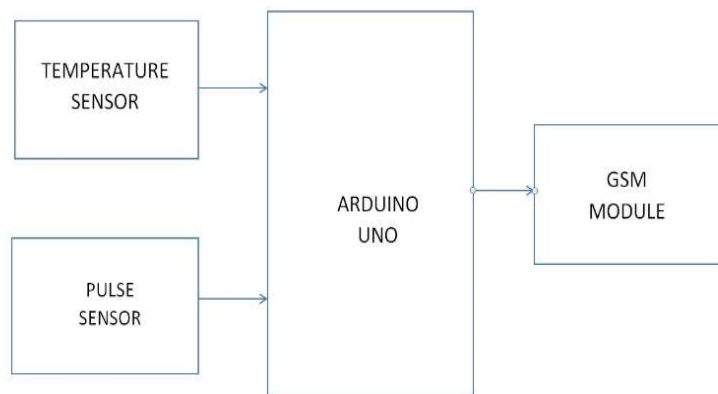 TEMPERATURE
SENSOR
PULSE
SENSOR
ARDUINO
UNO
GSM
MODULE